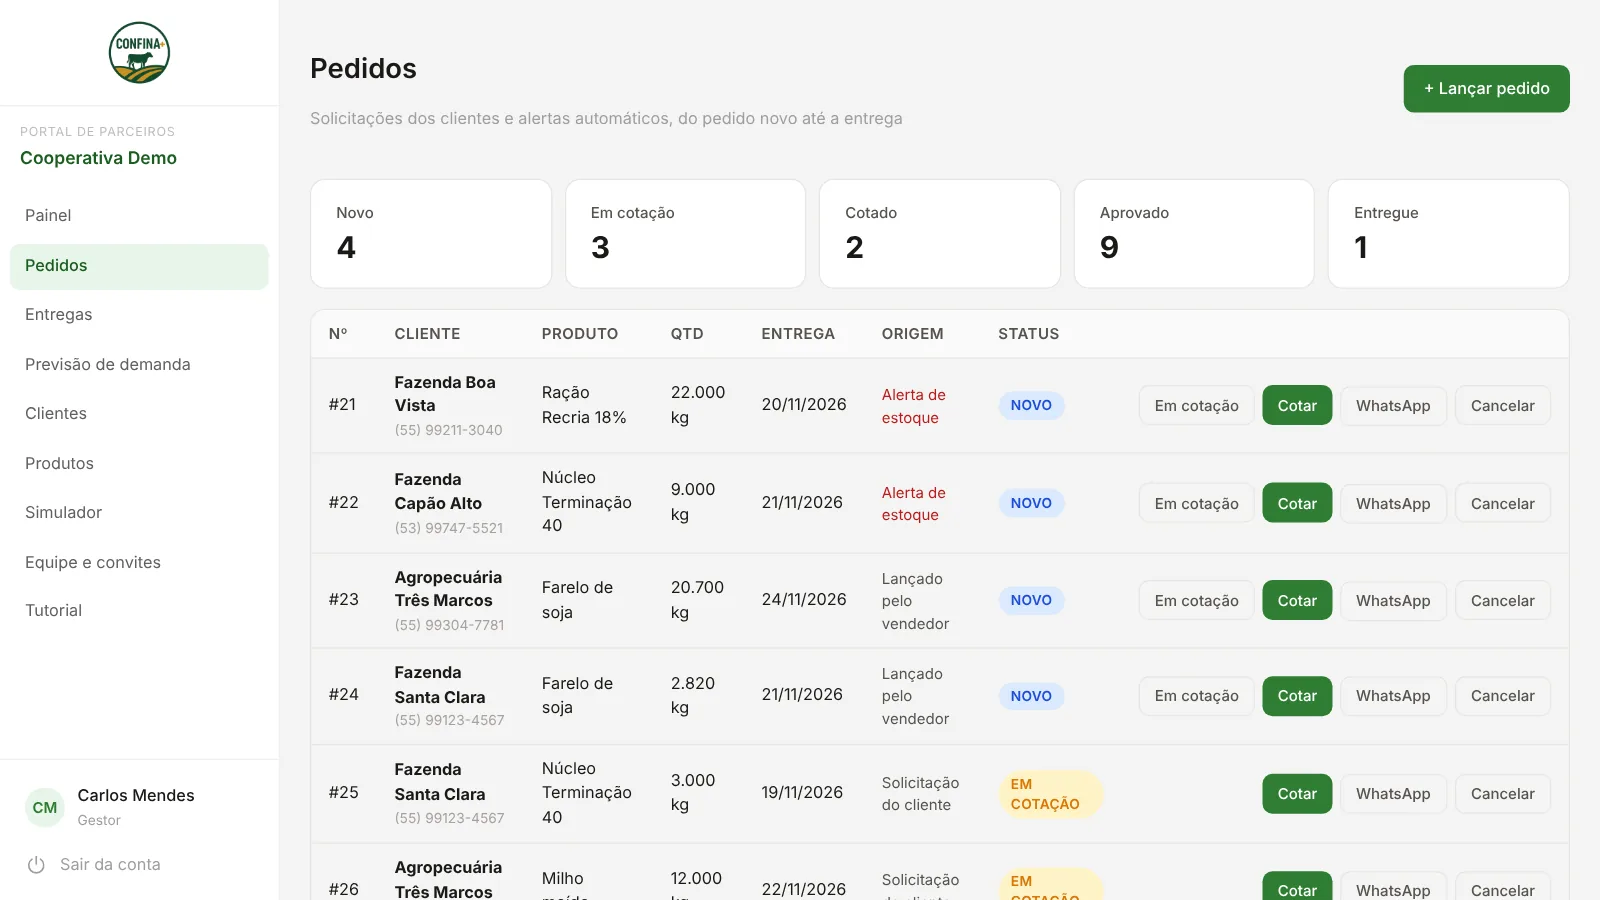 CONFINA+
PORTAL DE PARCEIROS
Cooperativa Demo
Painel
Pedidos
Entregas
Previsão de demanda
Clientes
Produtos
Simulador
Equipe e convites
Tutorial
CM
Carlos Mendes
Gestor
Sair da conta
Pedidos
Solicitações dos clientes e alertas automáticos, do pedido novo até a entrega
+ Lançar pedido
Novo
4
Em cotação
3
Cotado
2
Aprovado
9
Entregue
1
Nº CLIENTE PRODUTO QTD ENTREGA ORIGEM STATUS
#21
Fazenda Boa
Vista
(55) 99211-3040
Ração
Recria 18%
22.000
kg
20/11/2026
Alerta de
estoque
NOVO
Em cotação
Cotar
WhatsApp
Cancelar
#22
Fazenda
Capão Alto
(53) 99747-5521
Núcleo
Terminação
40
9.000
kg
21/11/2026
Alerta de
estoque
NOVO
Em cotação
Cotar
WhatsApp
Cancelar
#23
Agropecuária
Três Marcos
(55) 99304-7781
Farelo de
soja
20.700
kg
24/11/2026
Lançado
pelo
vendedor
NOVO
Em cotação
Cotar
WhatsApp
Cancelar
#24
Fazenda
Santa Clara
(55) 99123-4567
Farelo de
soja
2.820
kg
21/11/2026
Lançado
pelo
vendedor
NOVO
Em cotação
Cotar
WhatsApp
Cancelar
#25
Fazenda
Santa Clara
(55) 99123-4567
Núcleo
Terminação
40
3.000
kg
19/11/2026
Solicitação
do cliente
EM
COTAÇÃO
Cotar
WhatsApp
Cancelar
#26
Agropecuária
Três Marcos
Milho
12.000
22/11/2026
Solicitação
EM
Cotar
WhatsApp
Cancelar